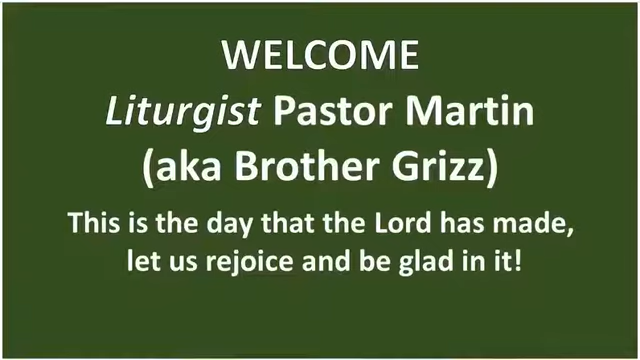 WELCOME
Liturgist Pastor Martin
(aka Brother Grizz)
This is the day that the Lord has made,
let us rejoice and be glad in it!